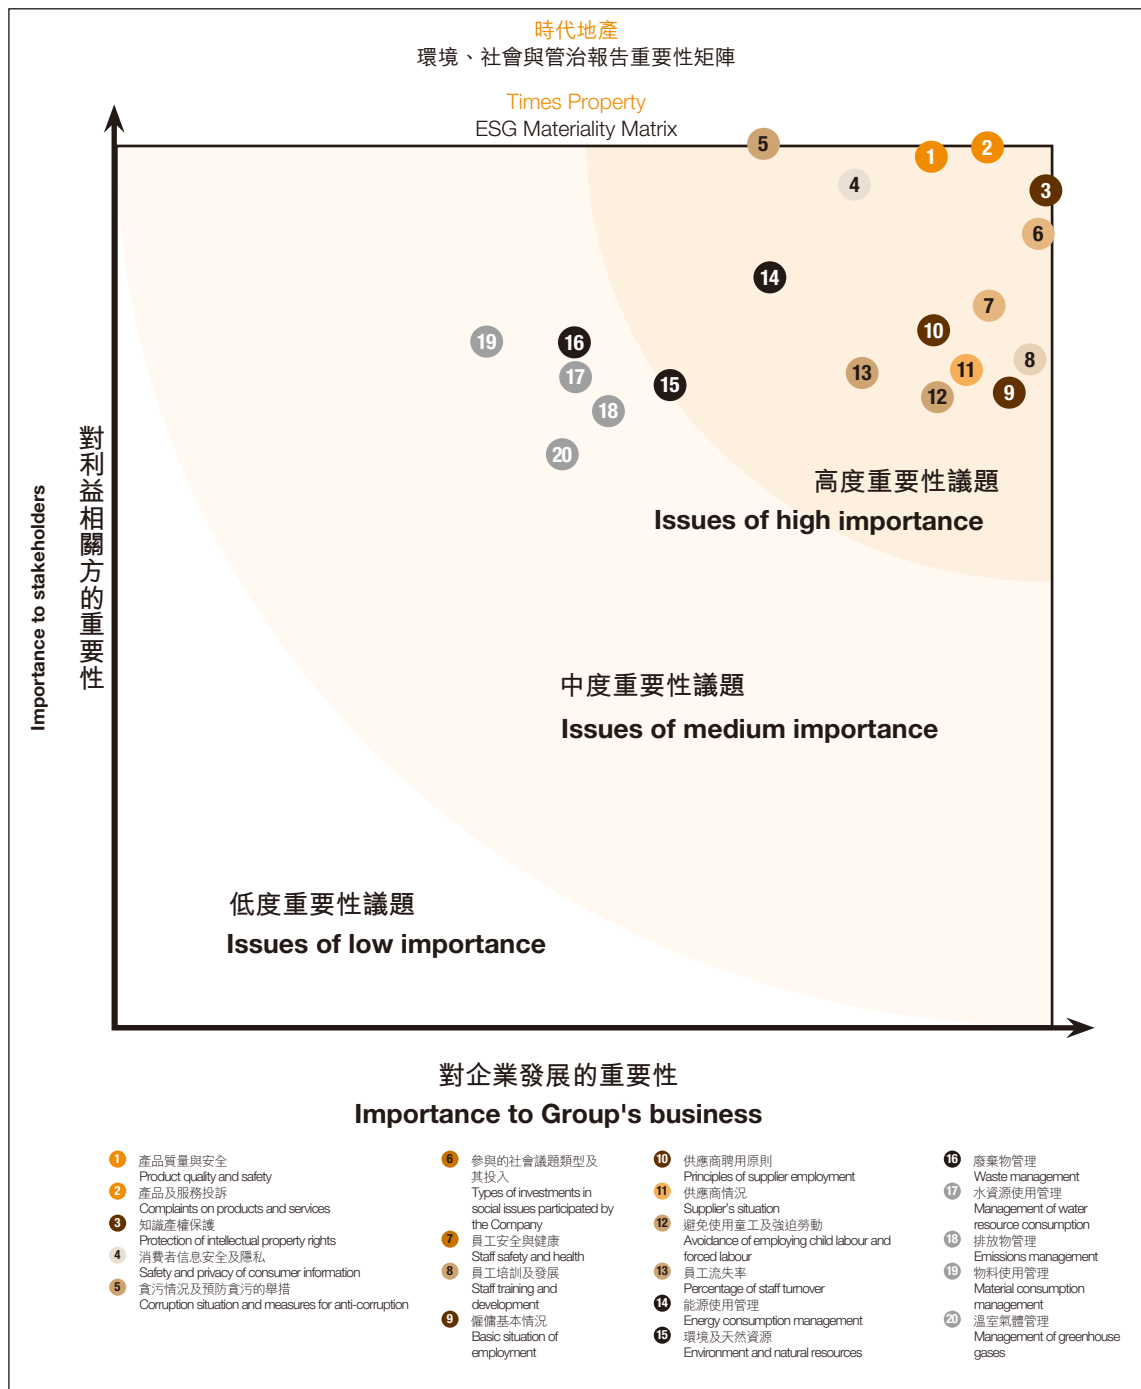 時代地產
環境、社會與管治報告重要性矩陣
Times Property
ESG Materiality Matrix
5
1
2
4
3
6
14
7
10
19
16
8
11
13
17
15
9
12
18
20
對利益相關方的重要性
Importance to stakeholders
高度重要性議題
Issues of high importance
中度重要性議題
Issues of medium importance
低度重要性議題
Issues of low importance
對企業發展的重要性
Importance to Group's business
1 產品質量與安全
Product quality and safety
2 產品及服務投訴
Complaints on products and services
3 知識產權保護
Protection of intellectual property rights
4 消費者信息安全及隱私
Safety and privacy of consumer information
5 貪污情況及預防貪污的舉措
Corruption situation and measures for anti-corruption
6 參與的社會議題類型及
其投入
Types of investments in
social issues participated by
the Company
7 員工安全與健康
Staff safety and health
8 員工培訓及發展
Staff training and
development
9 僱傭基本情況
Basic situation of
employment
10 供應商聘用原則
Principles of supplier employment
11 供應商情況
Supplier's situation
12 避免使用童工及強迫勞動
Avoidance of employing child labour and
forced labour
13 員工流失率
Percentage of staff turnover
14 能源使用管理
Energy consumption management
15 環境及天然資源
Environment and natural resources
16 廢棄物管理
Waste management
17 水資源使用管理
Management of water
resource consumption
18 排放物管理
Emissions management
19 物料使用管理
Material consumption
management
20 溫室氣體管理
Management of greenhouse
gases